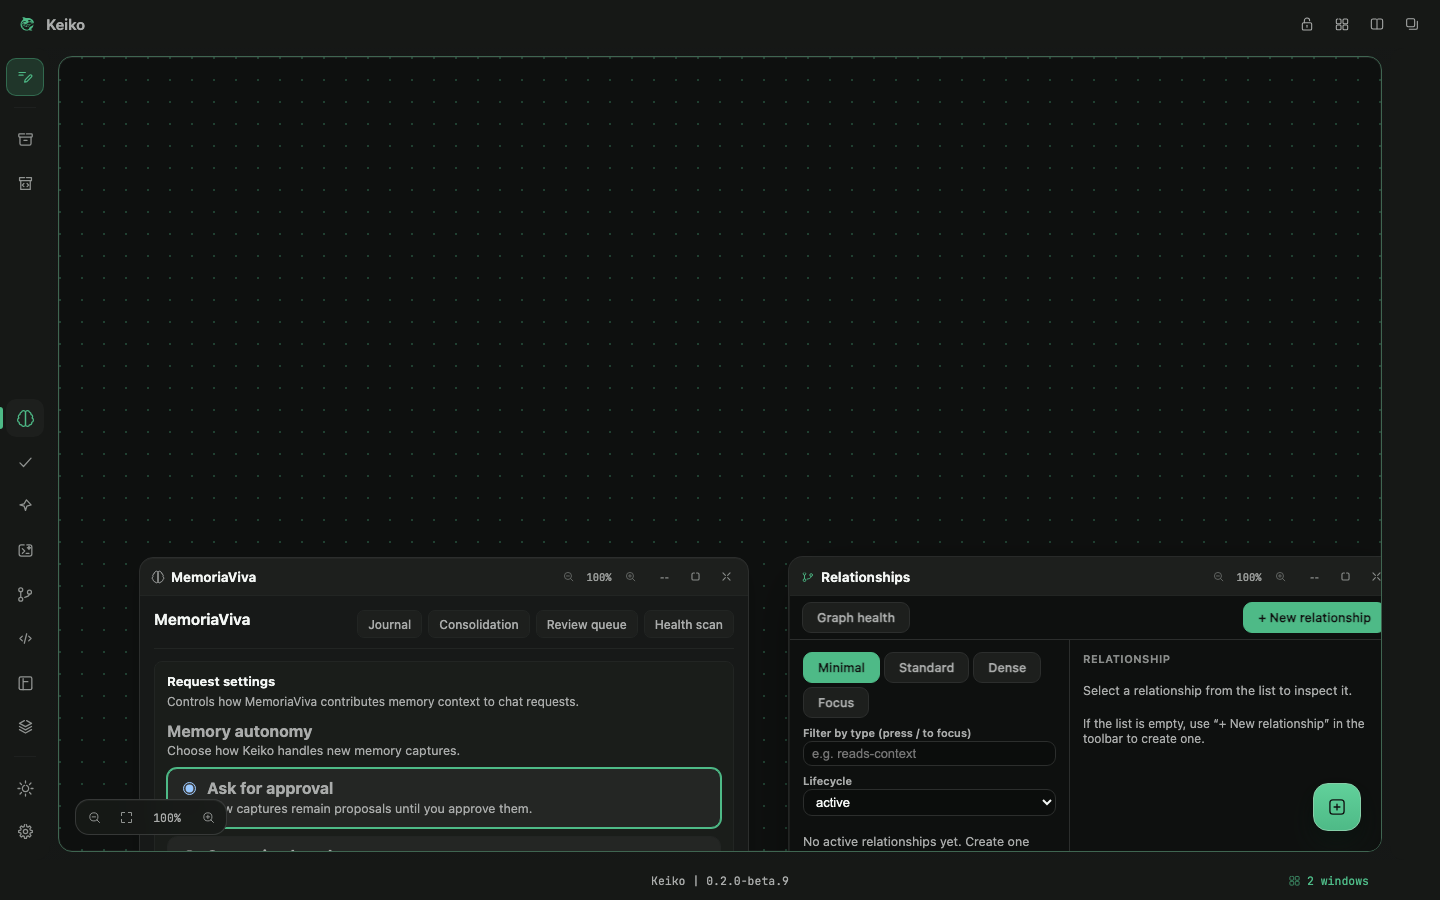 Keiko
MemoriaViva
100%
--
MemoriaViva
Journal
Consolidation
Review queue
Health scan
Request settings
Controls how MemoriaViva contributes memory context to chat requests.
Memory autonomy
Choose how Keiko handles new memory captures.
Ask for approval
captures remain proposals until you approve them.
100%
Relationships
100%
--
Graph health
+ New relationship
Minimal
Standard
Dense
Focus
Filter by type (press / to focus)
e.g. reads-context
Lifecycle
active
No active relationships yet. Create one
RELATIONSHIP
Select a relationship from the list to inspect it.
If the list is empty, use “+ New relationship” in the
toolbar to create one.
Keiko | 0.2.0-beta.9
2 windows